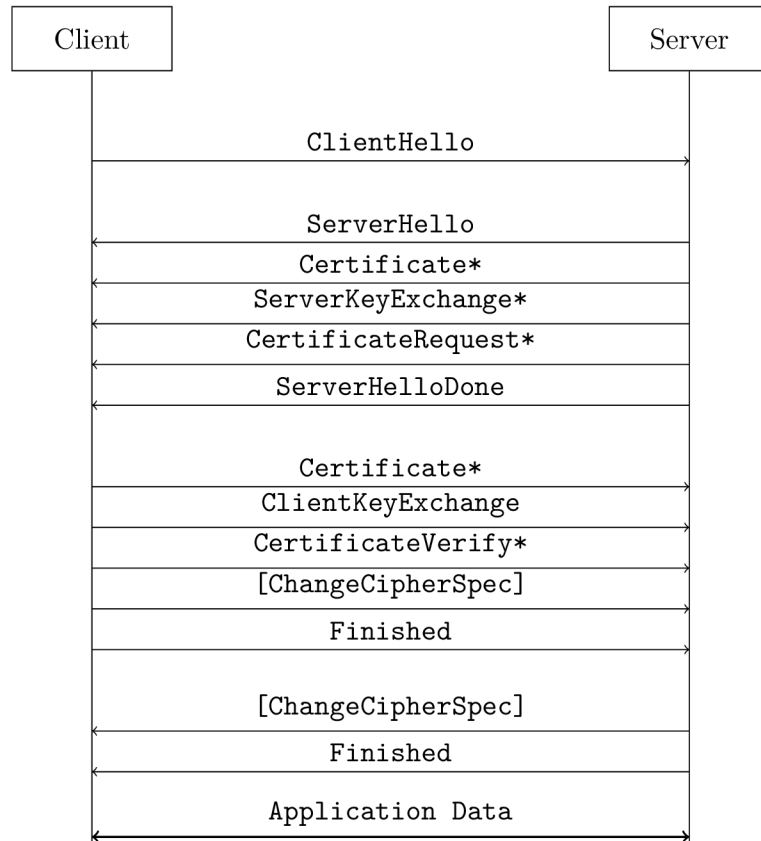 Client
Server
ClientHello
ServerHello
Certificate*
ServerKeyExchange*
CertificateRequest*
ServerHelloDone
Certificate*
ClientKeyExchange
CertificateVerify*
[ChangeCipherSpec]
Finished
[ChangeCipherSpec]
Finished
Application Data